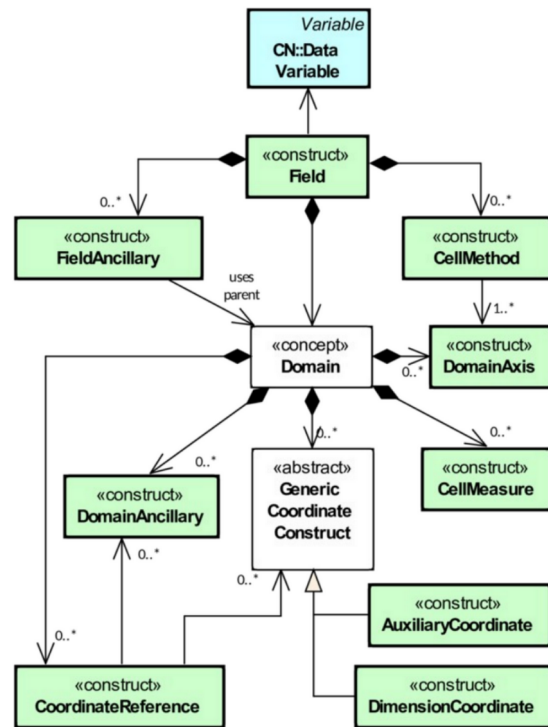 Variable
CN::Data
Variable
«construct»
Field
0..*
0..*
«construct»
FieldAncillary
«construct»
CellMethod
uses
parent
1..*
«concept»
Domain
0..*
«construct»
DomainAxis
0..*
0..*
0..*
«construct»
DomainAncillary
«abstract»
Generic
Coordinate
Construct
«construct»
CellMeasure
0..*
0..*
«construct»
AuxiliaryCoordinate
0..*
«construct»
CoordinateReference
«construct»
DimensionCoordinate